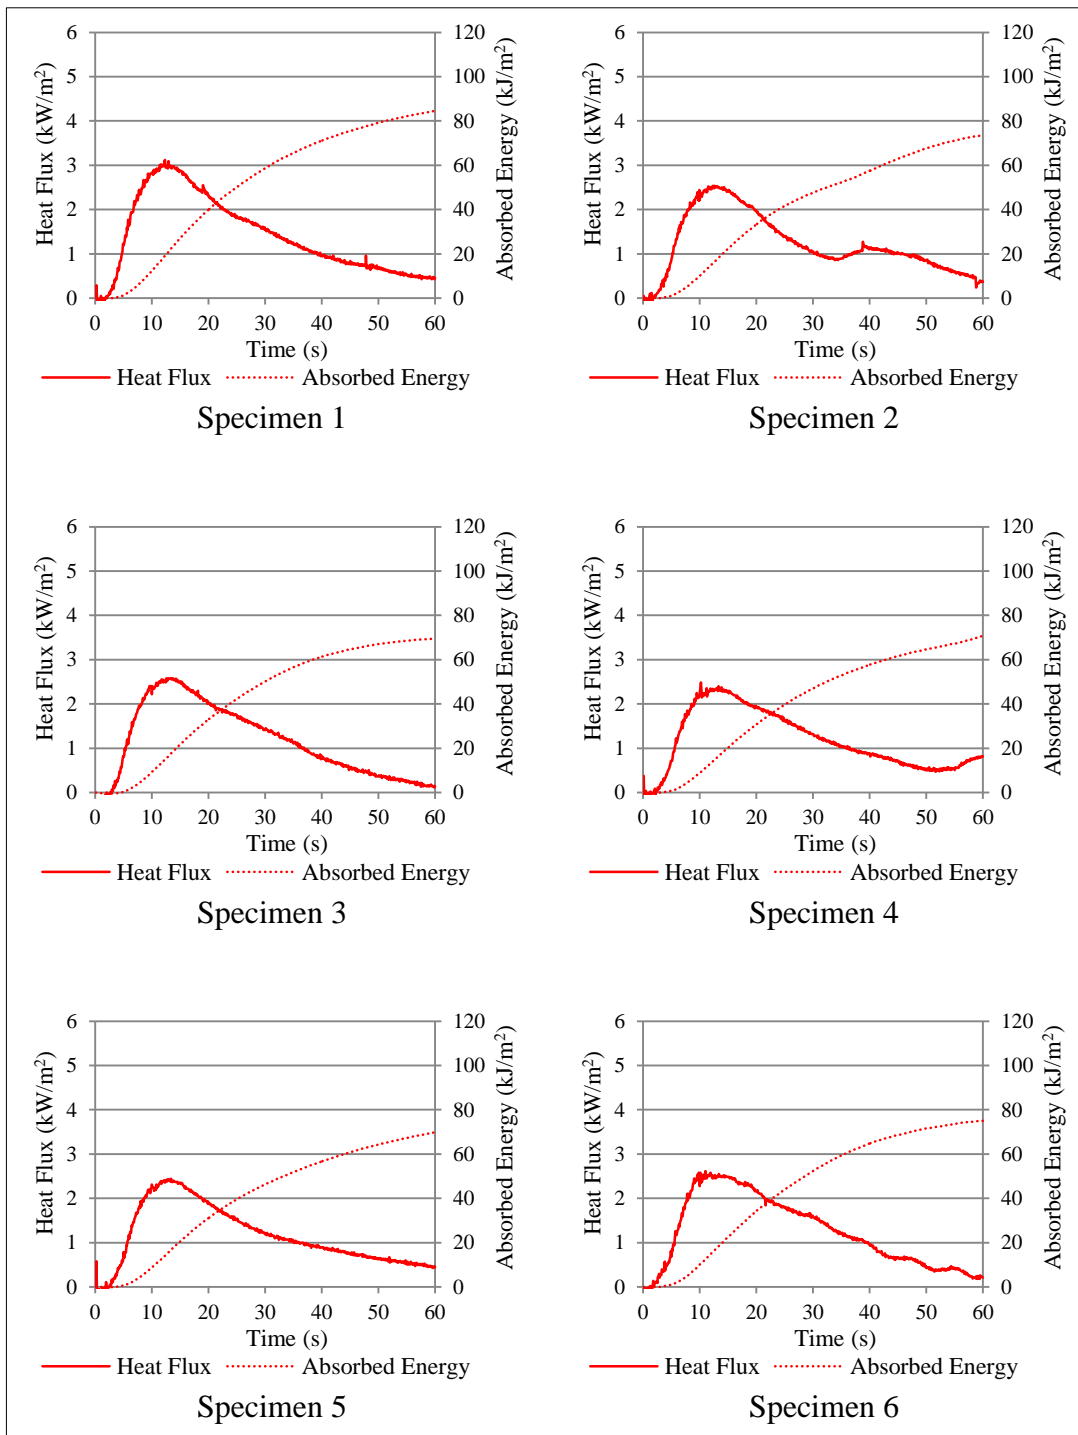 6 5 4 3 2 1 0
Heat Flux (kW/m²)
120 100 80 60 40 20 0
Absorbed Energy (kJ/m²)
0 10 20 30 40 50 60
Time (s)
Heat Flux Absorbed Energy
Specimen 1
6 5 4 3 2 1 0
Heat Flux (kW/m²)
120 100 80 60 40 20 0
Absorbed Energy (kJ/m²)
0 10 20 30 40 50 60
Time (s)
Heat Flux Absorbed Energy
Specimen 2
6 5 4 3 2 1 0
Heat Flux (kW/m²)
120 100 80 60 40 20 0
Absorbed Energy (kJ/m²)
0 10 20 30 40 50 60
Time (s)
Heat Flux Absorbed Energy
Specimen 3
6 5 4 3 2 1 0
Heat Flux (kW/m²)
120 100 80 60 40 20 0
Absorbed Energy (kJ/m²)
0 10 20 30 40 50 60
Time (s)
Heat Flux Absorbed Energy
Specimen 4
6 5 4 3 2 1 0
Heat Flux (kW/m²)
120 100 80 60 40 20 0
Absorbed Energy (kJ/m²)
0 10 20 30 40 50 60
Time (s)
Heat Flux Absorbed Energy
Specimen 5
6 5 4 3 2 1 0
Heat Flux (kW/m²)
120 100 80 60 40 20 0
Absorbed Energy (kJ/m²)
0 10 20 30 40 50 60
Time (s)
Heat Flux Absorbed Energy
Specimen 6